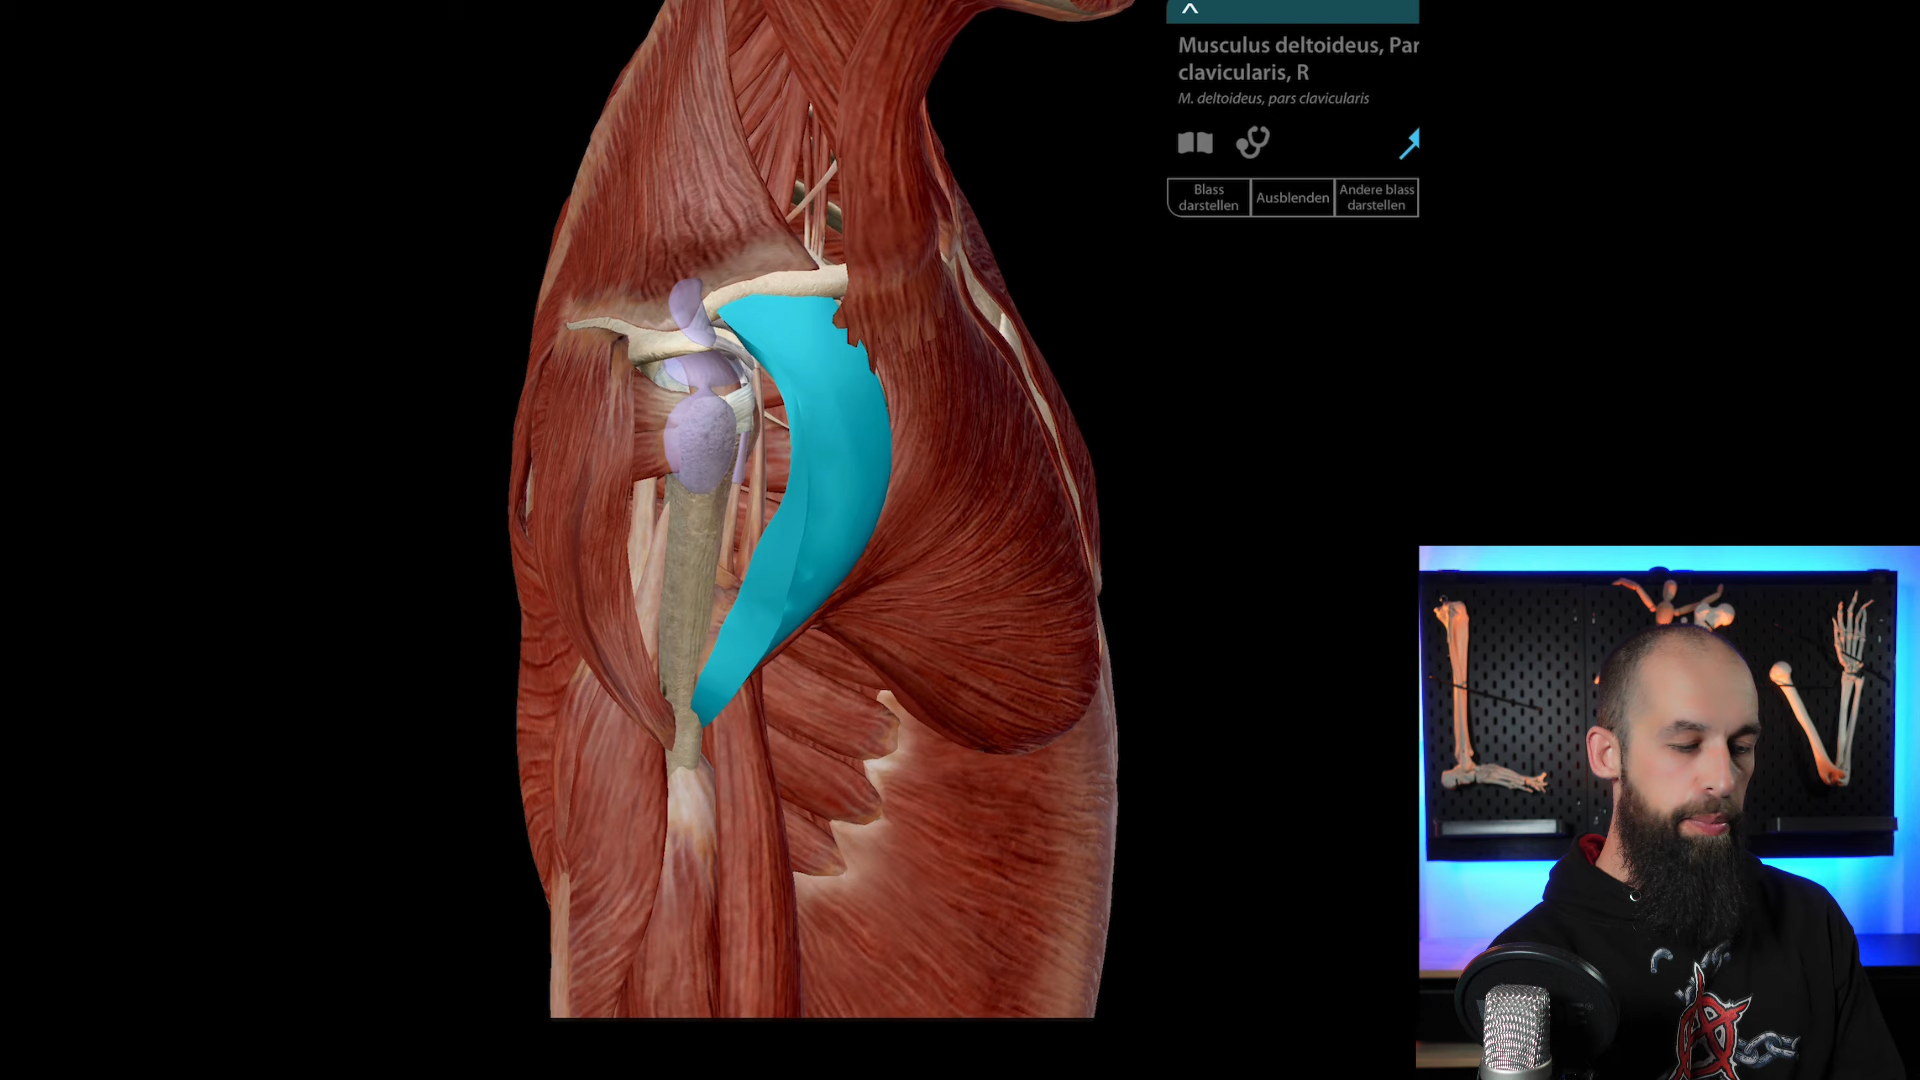 Musculus deltoideus, Par
clavicularis, R
M. deltoideus, pars clavicularis
Blass
darstellen
Ausblenden
Andere blass
darstellen